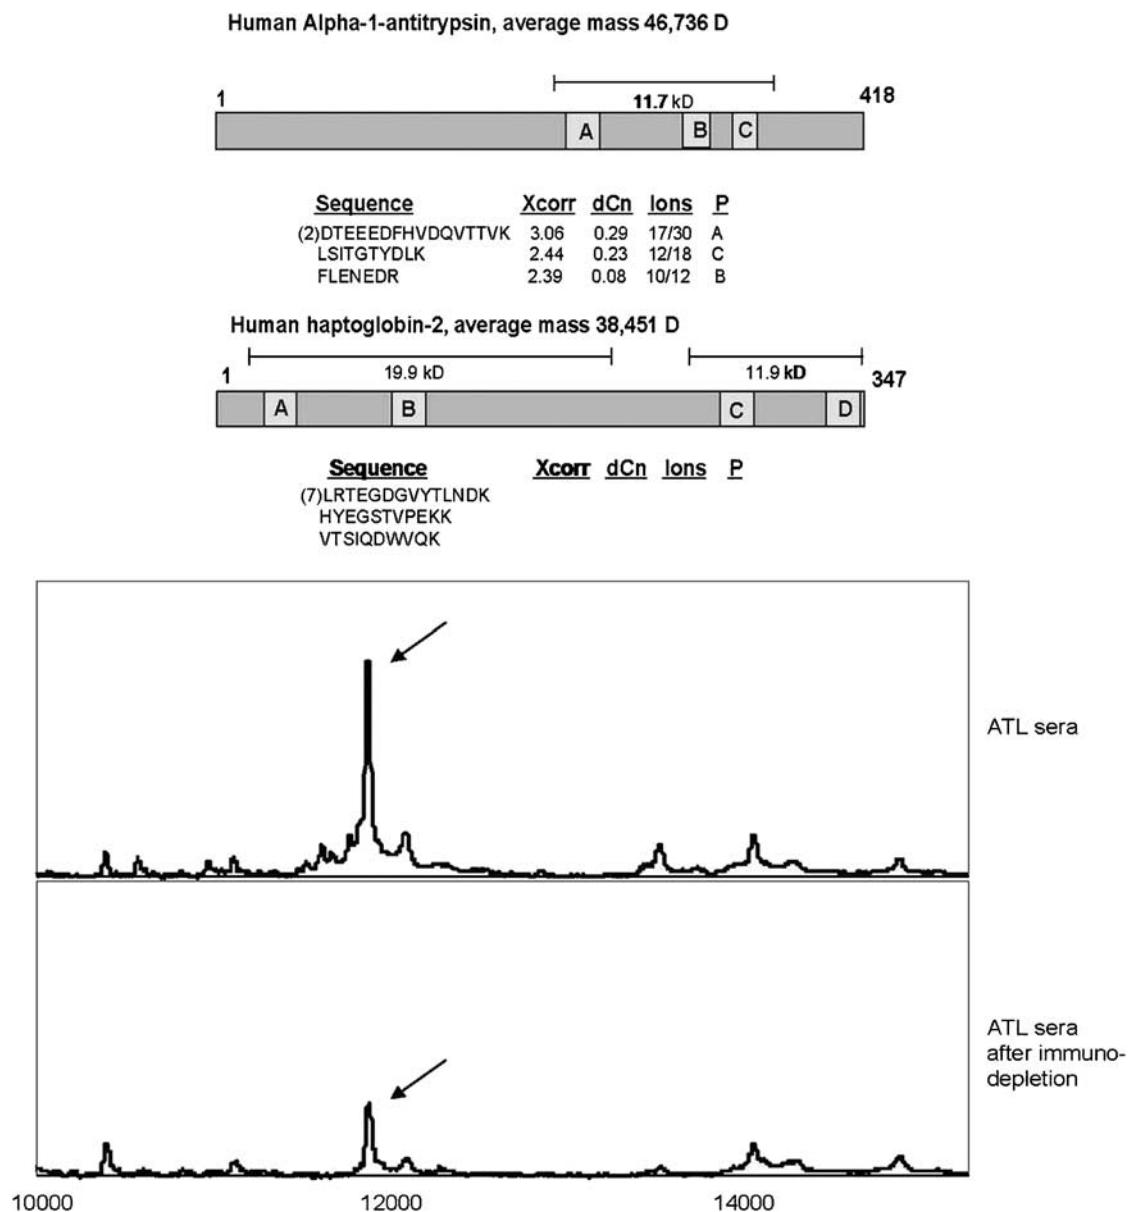 Human Alpha-1-antitrypsin, average mass 46,736 D
1 11.7 kD 418
A B C
Sequence Xcorr dCn Ions P
(2)DTEEEDFHVDQVTTVK 3.06 0.29 17/30 A
LSITGTYDLK 2.44 0.23 12/18 C
FLENEDR 2.39 0.08 10/12 B
Human haptoglobin-2, average mass 38,451 D
1 19.9 kD 11.9 kD 347
A B C D
Sequence Xcorr dCn Ions P
(7)LRTEGDGVYTLNDK
HYEGSTVPEKK
VTSIQDWVQK
ATL sera
ATL sera
after immuno-
depletion
10000 12000 14000